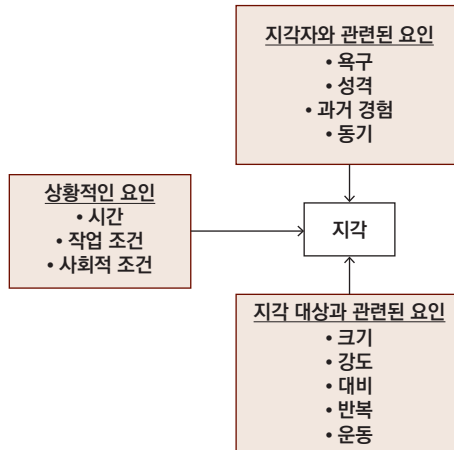 지각자와 관련된 요인
• 욕구
• 성격
• 과거 경험
• 동기
상황적인 요인
• 시간
• 작업 조건
• 사회적 조건
지각
지각 대상과 관련된 요인
• 크기
• 강도
• 대비
• 반복
• 운동